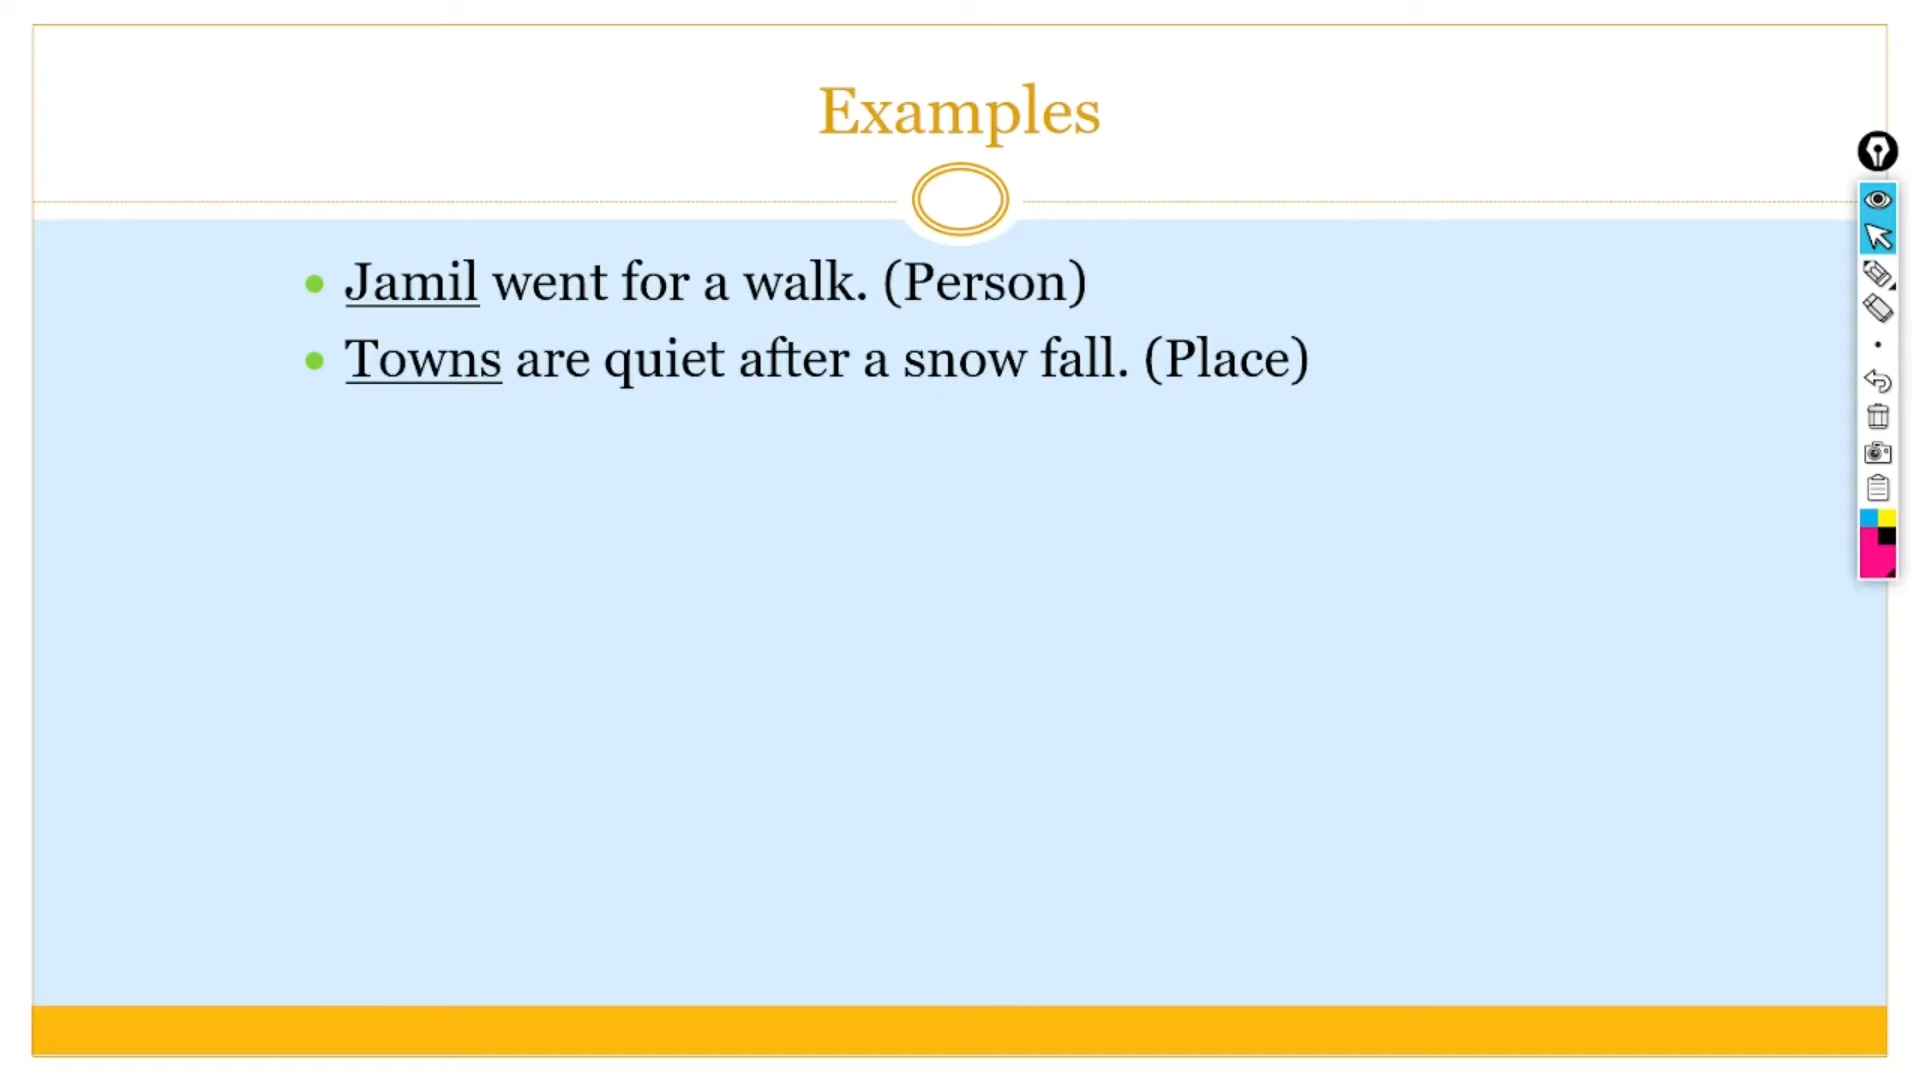 Examples
Jamil went for a walk. (Person)
Towns are quiet after a snow fall. (Place)